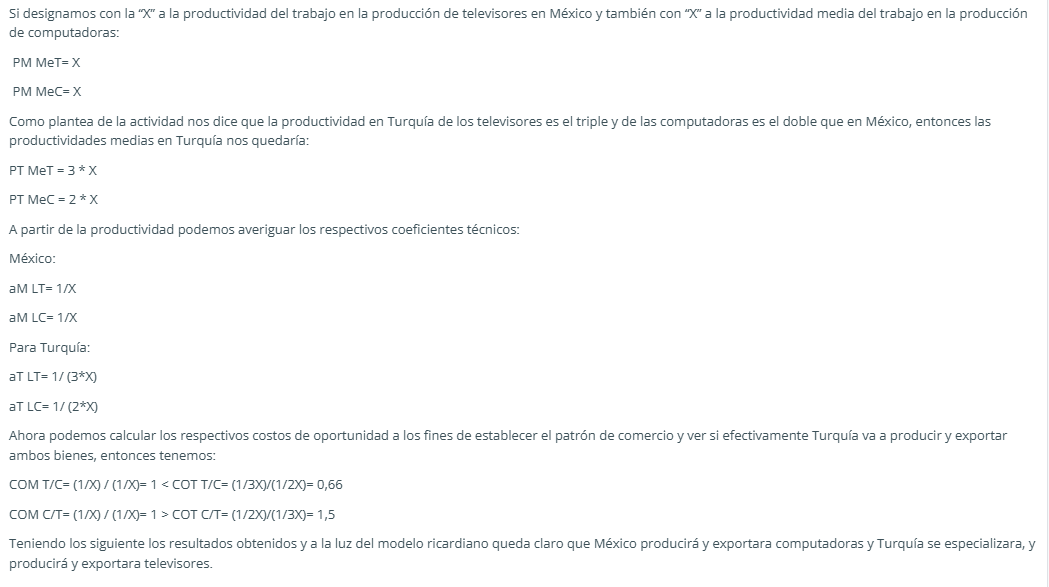 Si designamos con la “X” a la productividad del trabajo en la producción de televisores en México y también con “X” a la productividad media del trabajo en la producción
de computadoras:
PM MeT= X
PM MeC= X
Como plantea de la actividad nos dice que la productividad en Turquía de los televisores es el triple y de las computadoras es el doble que en México, entonces las
productividades medias en Turquía nos quedaría:
PT MeT = 3 * X
PT MeC = 2 * X
A partir de la productividad podemos averiguar los respectivos coeficientes técnicos:
México:
aM LT= 1/X
aM LC= 1/X
Para Turquía:
aT LT= 1/ (3*X)
aT LC= 1/ (2*X)
Ahora podemos calcular los respectivos costos de oportunidad a los fines de establecer el patrón de comercio y ver si efectivamente Turquía va a producir y exportar
ambos bienes, entonces tenemos:
COM T/C= (1/X) / (1/X)= 1 < COT T/C= (1/3X)/(1/2X)= 0,66
COM C/T= (1/X) / (1/X)= 1 > COT C/T= (1/2X)/(1/3X)= 1,5
Teniendo los siguiente los resultados obtenidos y a la luz del modelo ricardiano queda claro que México producirá y exportara computadoras y Turquía se especializara, y
producirá y exportara televisores.